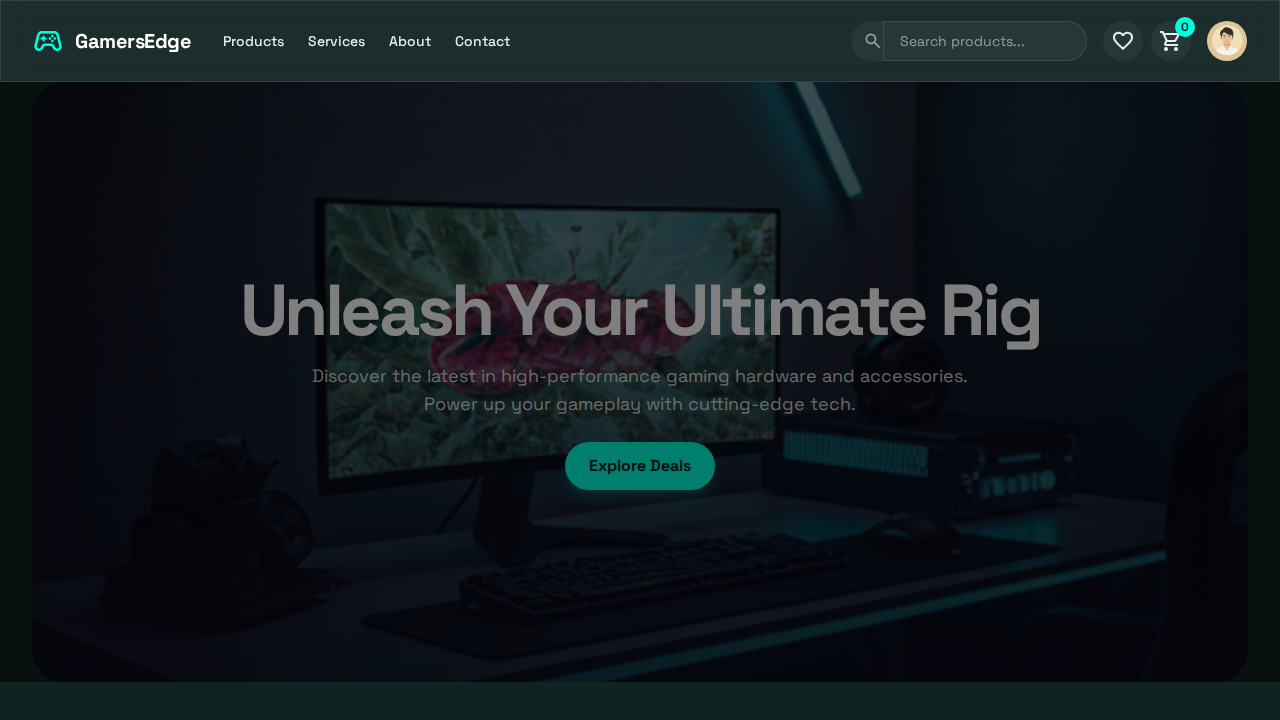 GamersEdge
Products
Services
About
Contact
Search products...
0
Unleash Your Ultimate Rig
Discover the latest in high-performance gaming hardware and accessories.
Power up your gameplay with cutting-edge tech.
Explore Deals